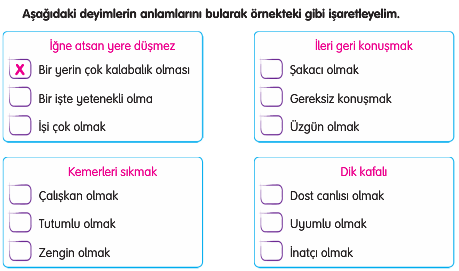 Aşağıdaki deyimlerin anlamlarını bularak örnekteki gibi işaretleyelim.
İğne atsan yere düşmez
X Bir yerin çok kalabalık olması
Bir işte yetenekli olma
İşi çok olmak
İleri geri konuşmak
Şakacı olmak
Gereksiz konuşmak
Üzgün olmak
Kemerleri sıkmak
Çalışkan olmak
Tutumlu olmak
Zengin olmak
Dik kafalı
Dost canlısı olmak
Uyumlu olmak
İnatçı olmak